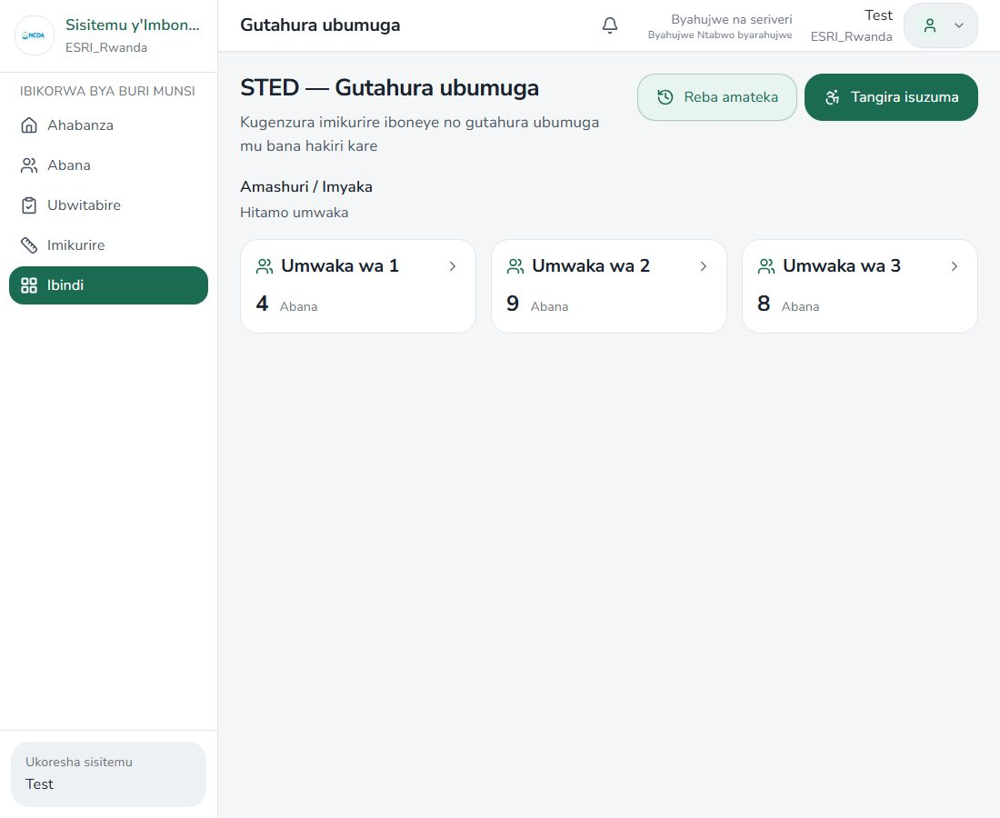 NCDA
Sisitemu y'Imbon...
ESRI_Rwanda
IBIKORWA BYA BURI MUNSI
Ahabanza
Abana
Ubwitabire
Imikurire
Ibindi
Ukoresha sisitemu
Test
Gutahura ubumuga
Byahujwe na seriveri
Byahujwe Ntabwo byarahujwe
Test
ESRI_Rwanda
STED — Gutahura ubumuga
Kugenzura imikurire iboneye no gutahura ubumuga
mu bana hakiri kare
Reba amateka
Tangira isuzuma
Amashuri / Imyaka
Hitamo umwaka
Umwaka wa 1
4 Abana
Umwaka wa 2
9 Abana
Umwaka wa 3
8 Abana